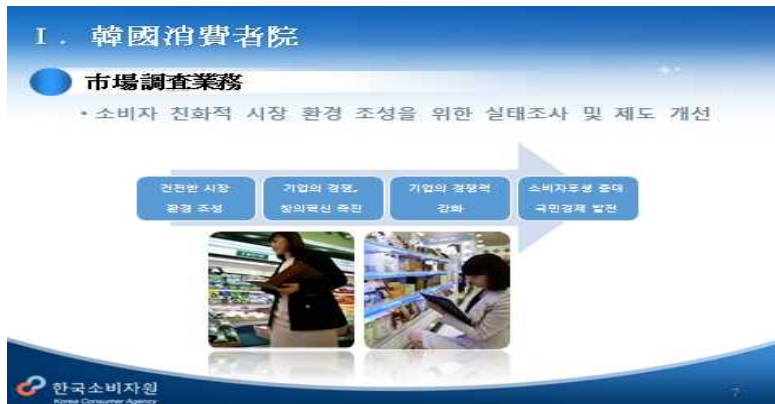 I. 韓國消費者院
市場調査業務
• 소비자 친화적 시장 환경 조성을 위한 실태조사 및 제도 개선
건전한 시장
환경 조성
기업의 경쟁,
창의혁신 촉진
기업의 경쟁력
강화
소비자후생 증대
국민경제 발전
한국소비자원
Korea Consumer Agency
7